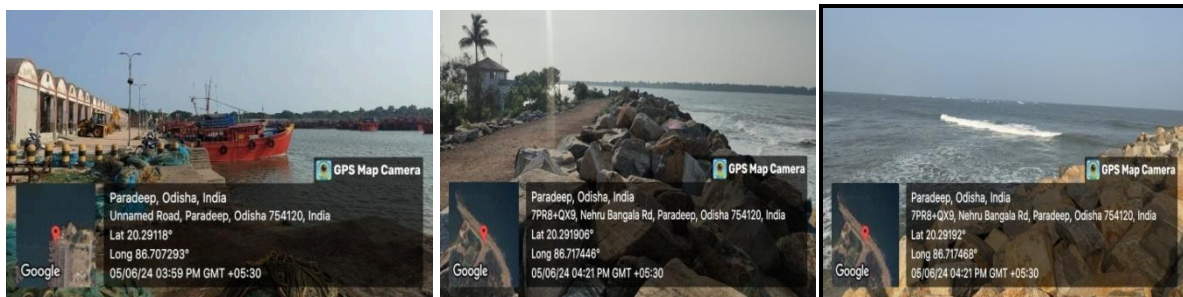 GPS Map Camera
Paradeep, Odisha, India
Unnamed Road, Paradeep, Odisha 754120, India
Lat 20.29118°
Long 86.707293°
05/06/24 03:59 PM GMT +05:30
Google
GPS Map Camera
Paradeep, Odisha, India
7PR8+QX9, Nehru Bangala Rd, Paradeep, Odisha 754120, India
Lat 20.291906°
Long 86.717446°
05/06/24 04:21 PM GMT +05:30
Google
GPS Map Camera
Paradeep, Odisha, India
7PR8+QX9, Nehru Bangala Rd, Paradeep, Odisha 754120, India
Lat 20.29192°
Long 86.717468°
05/06/24 04:21 PM GMT +05:30
Google